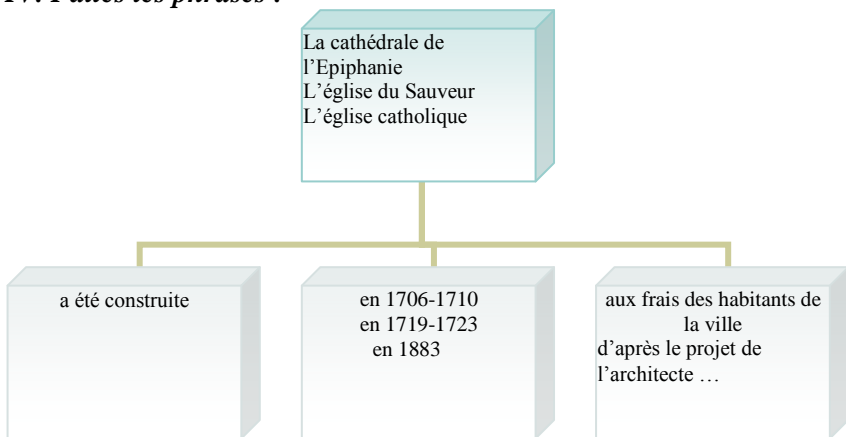 IV. Faites les phrases :
La cathédrale de
l’Epiphanie
L’église du Sauveur
L’église catholique
a été construite
en 1706-1710
en 1719-1723
en 1883
aux frais des habitants de
la ville
d’après le projet de
l’architecte …